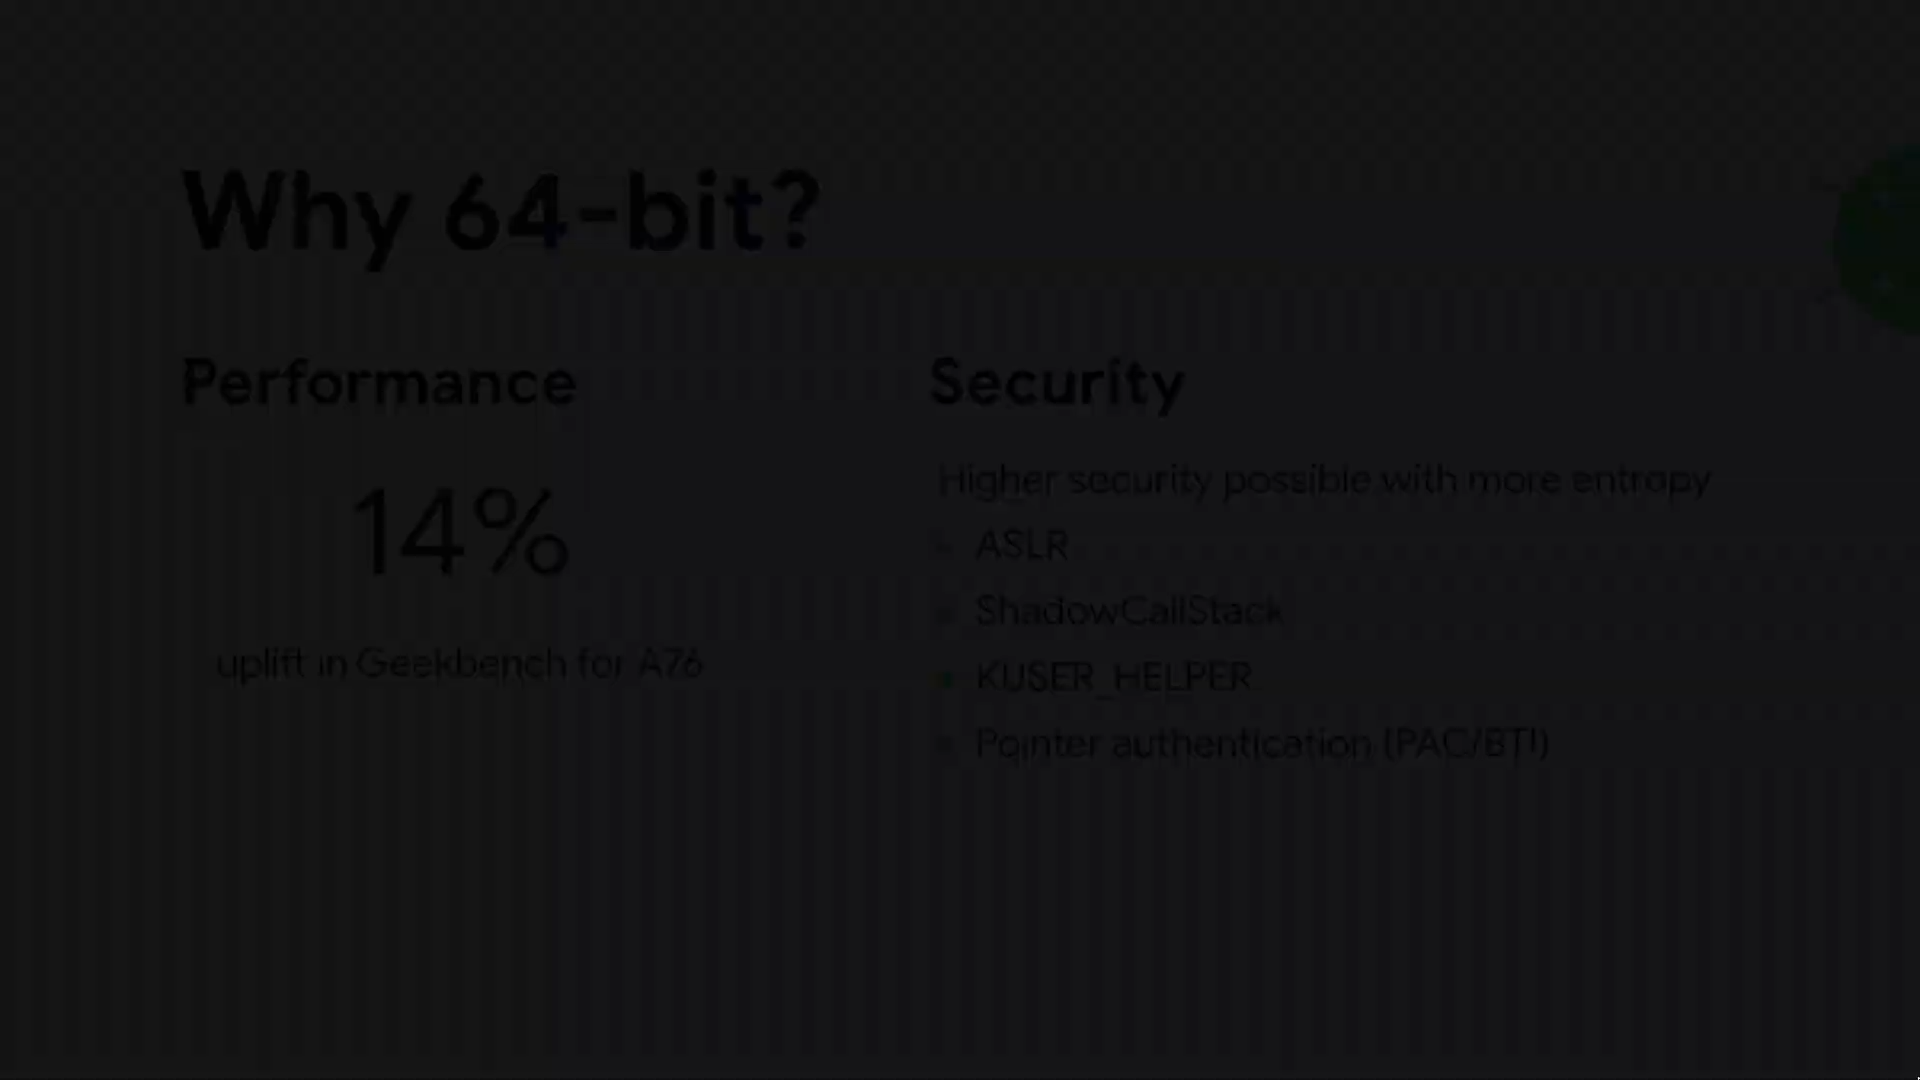 Why 64-bit?
Performance
14%
uplift in Geekbench for A76
Security
Higher security possible with more entropy
ASLR
ShadowCallStack
KUSER_HELPER
Pointer authentication (PAC/BTI)